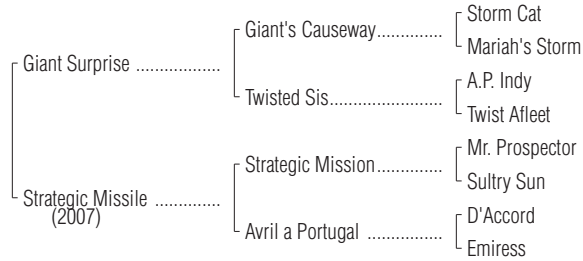 Storm Cat
Giant's Causeway..............
Mariah's Storm
Giant Surprise .................
A.P. Indy
Twisted Sis........................
Twist Afleet
Mr. Prospector
Strategic Mission..............
Sultry Sun
Strategic Missile .............
(2007)
D'Accord
Avril a Portugal ................
Emiress